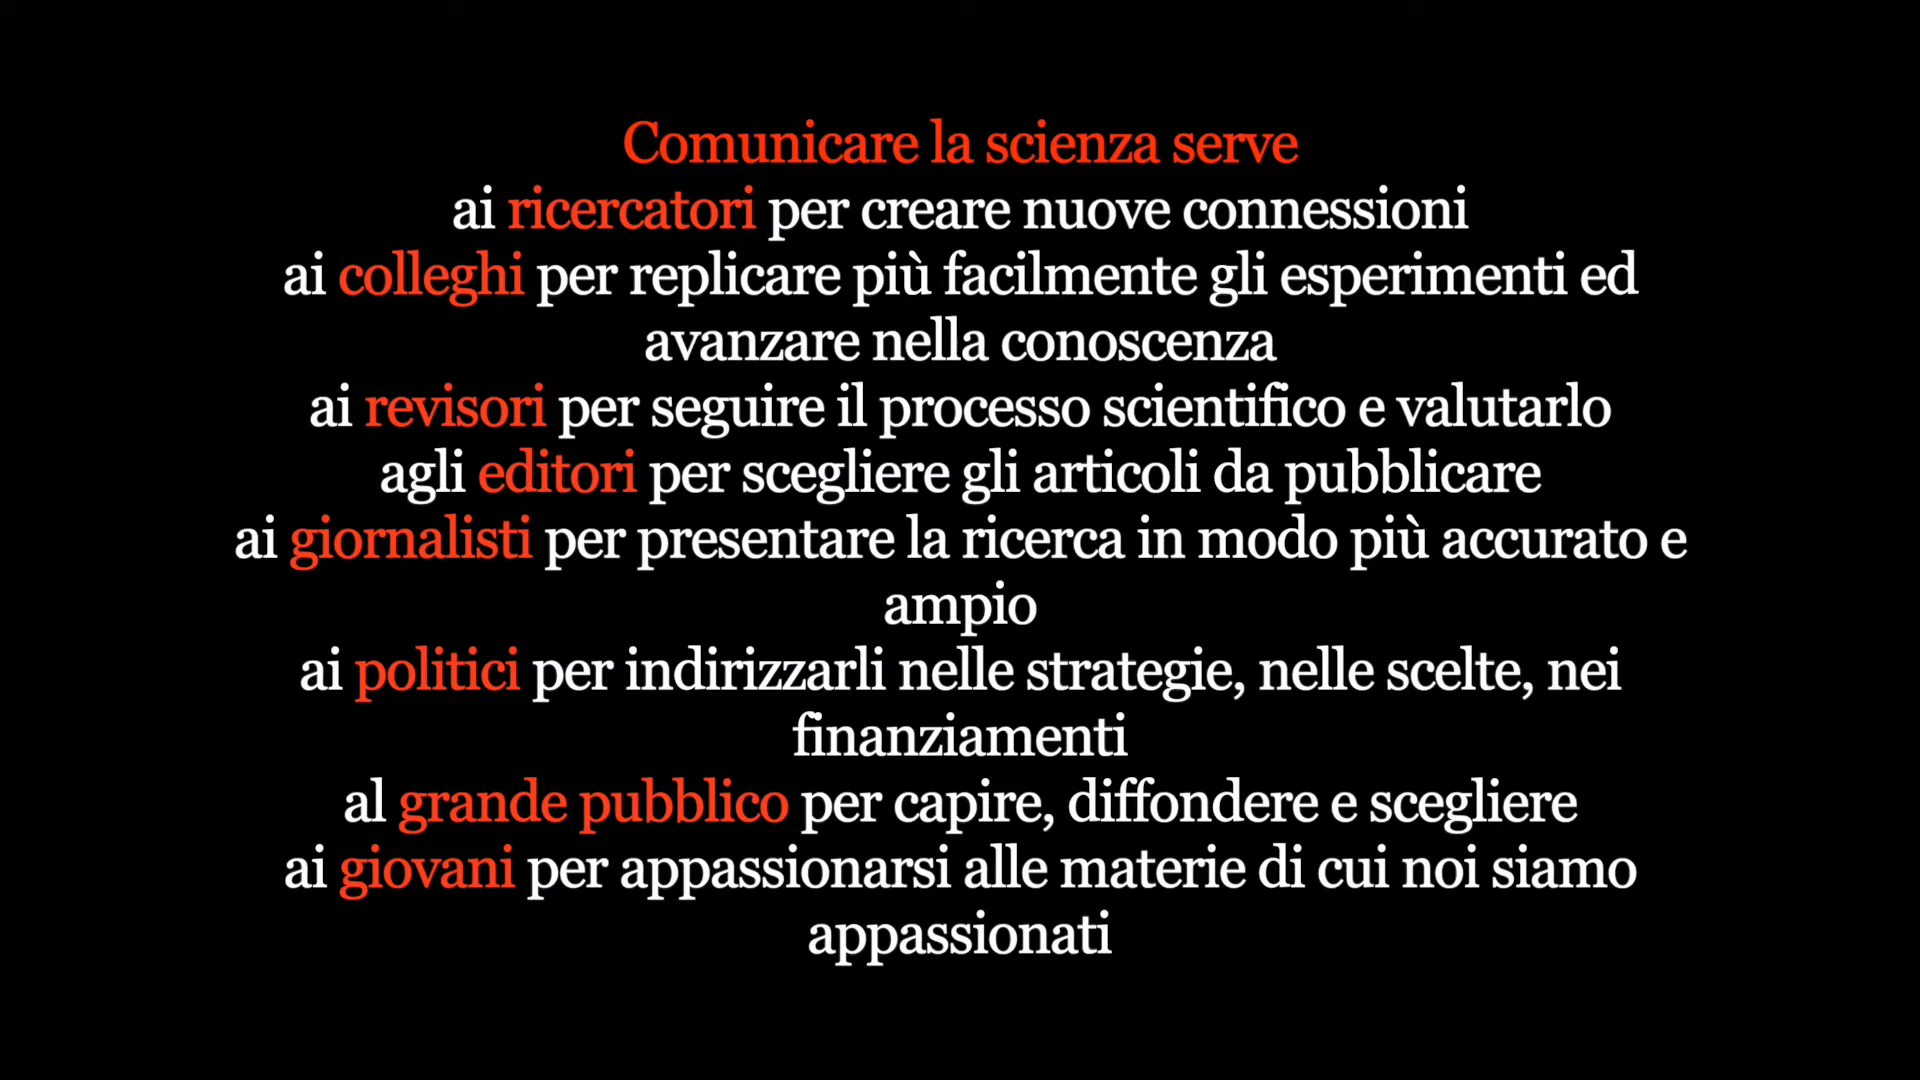 Comunicare la scienza serve
ai ricercatori per creare nuove connessioni
ai colleghi per replicare più facilmente gli esperimenti ed
avanzare nella conoscenza
ai revisori per seguire il processo scientifico e valutarlo
agli editori per scegliere gli articoli da pubblicare
ai giornalisti per presentare la ricerca in modo più accurato e
ampio
ai politici per indirizzarli nelle strategie, nelle scelte, nei
finanziamenti
al grande pubblico per capire, diffondere e scegliere
ai giovani per appassionarsi alle materie di cui noi siamo
appassionati